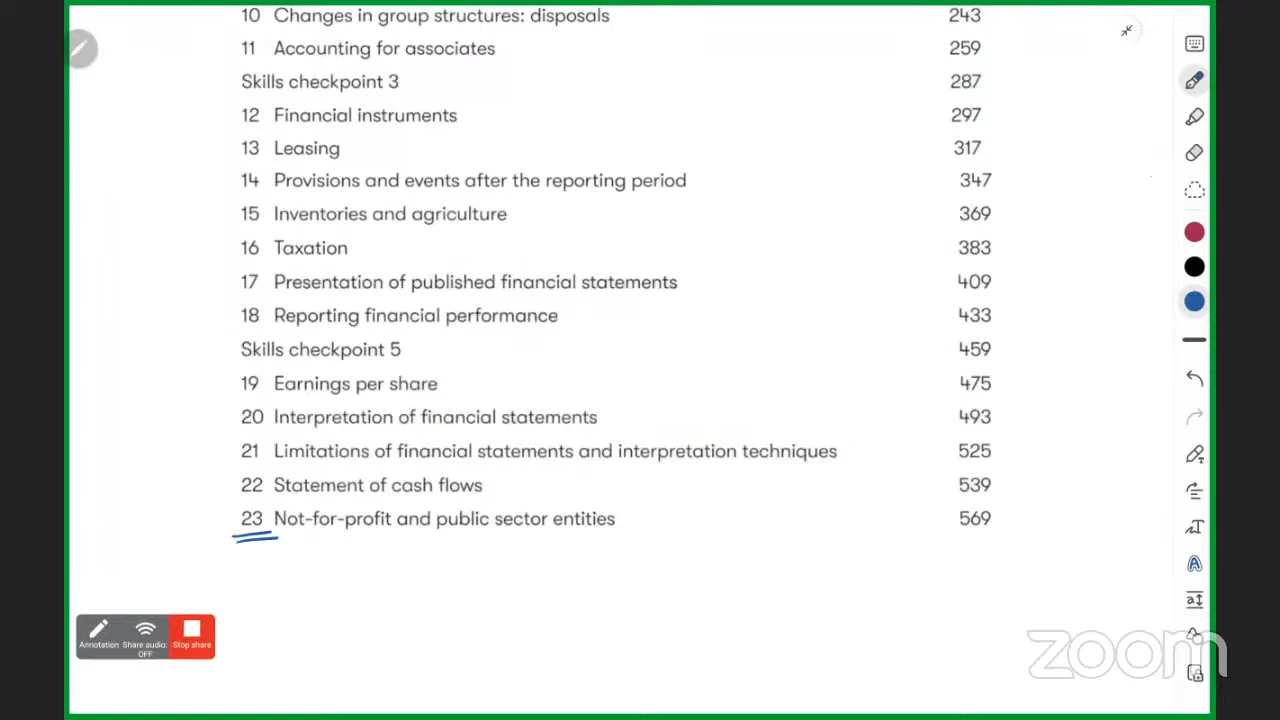 10 Changes in group structures: disposals 243
11 Accounting for associates 259
Skills checkpoint 3 287
12 Financial instruments 297
13 Leasing 317
14 Provisions and events after the reporting period 347
15 Inventories and agriculture 369
16 Taxation 383
17 Presentation of published financial statements 409
18 Reporting financial performance 433
Skills checkpoint 5 459
19 Earnings per share 475
20 Interpretation of financial statements 493
21 Limitations of financial statements and interpretation techniques 525
22 Statement of cash flows 539
23 Not-for-profit and public sector entities 569
Annotation Share audio: OFF Stop share
zoom